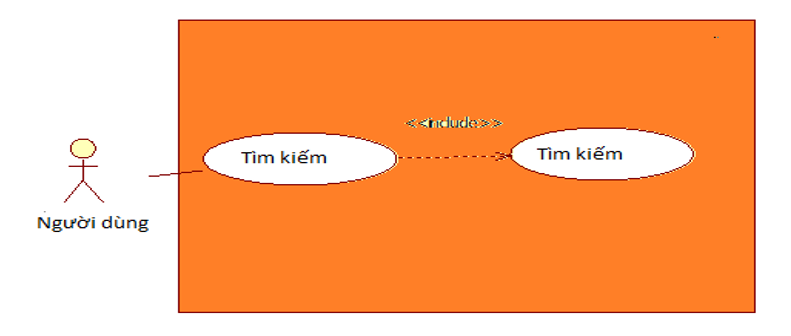 <<include>>
Tìm kiếm
Tìm kiếm
Người dùng